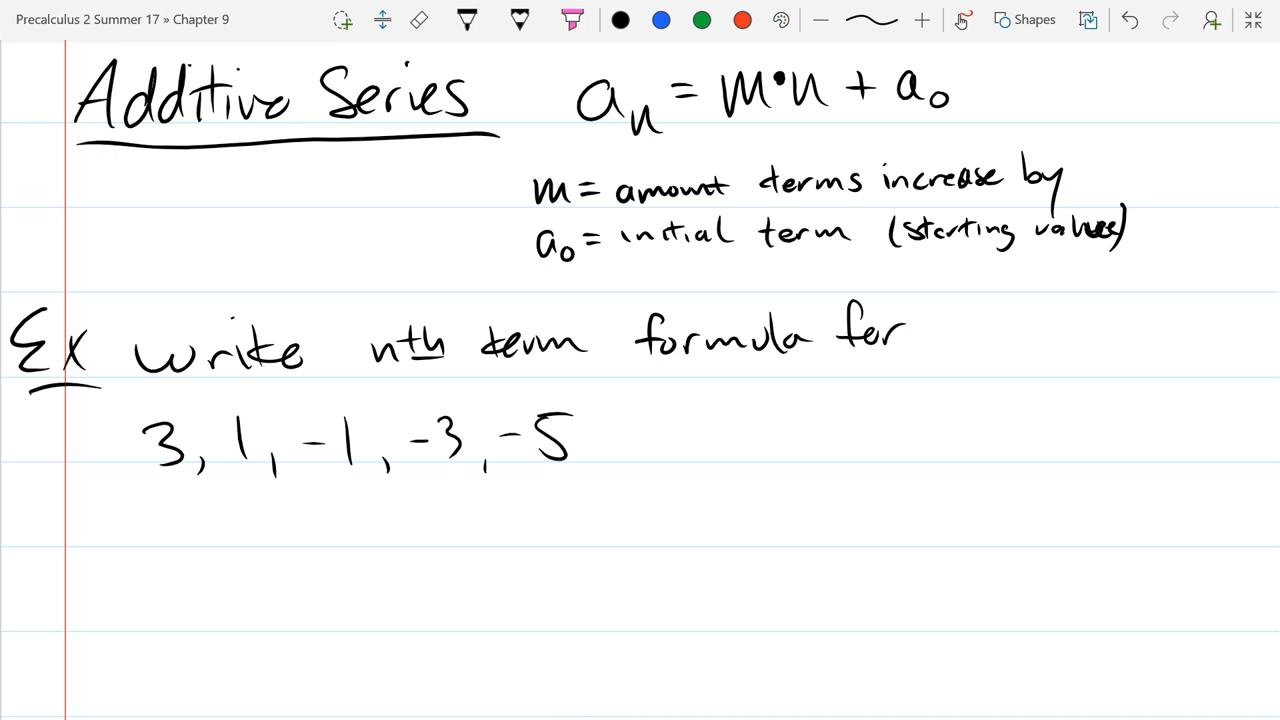 Precalculus 2 Summer 17 » Chapter 9
Shapes
Additive Series aₙ = m•n + a₀
m = amount terms increase by
a₀ = initial term (starting value)
Ex write nth term formula for
3, 1, -1, -3, -5